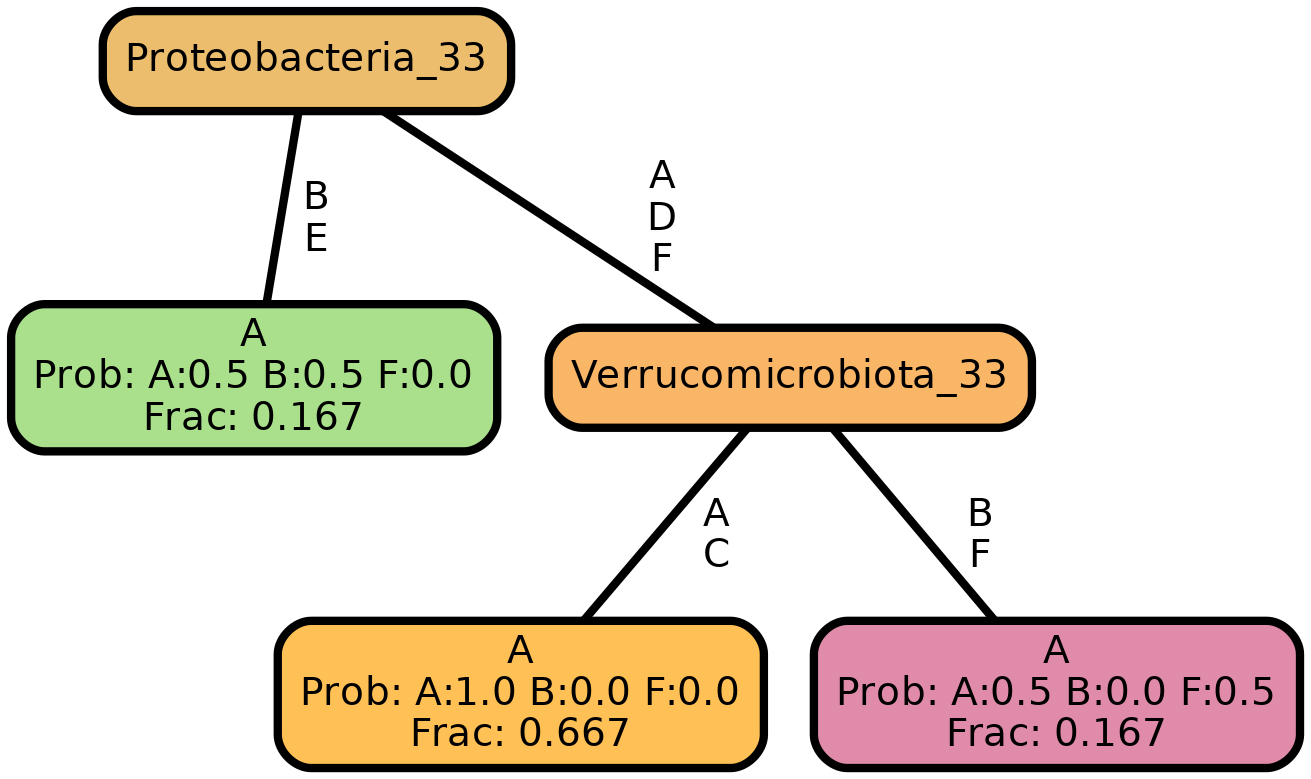 Proteobacteria_33
B
E
A
D
F
A
Prob: A:0.5 B:0.5 F:0.0
Frac: 0.167
Verrucomicrobiota_33
A
C
B
F
A
Prob: A:1.0 B:0.0 F:0.0
Frac: 0.667
A
Prob: A:0.5 B:0.0 F:0.5
Frac: 0.167